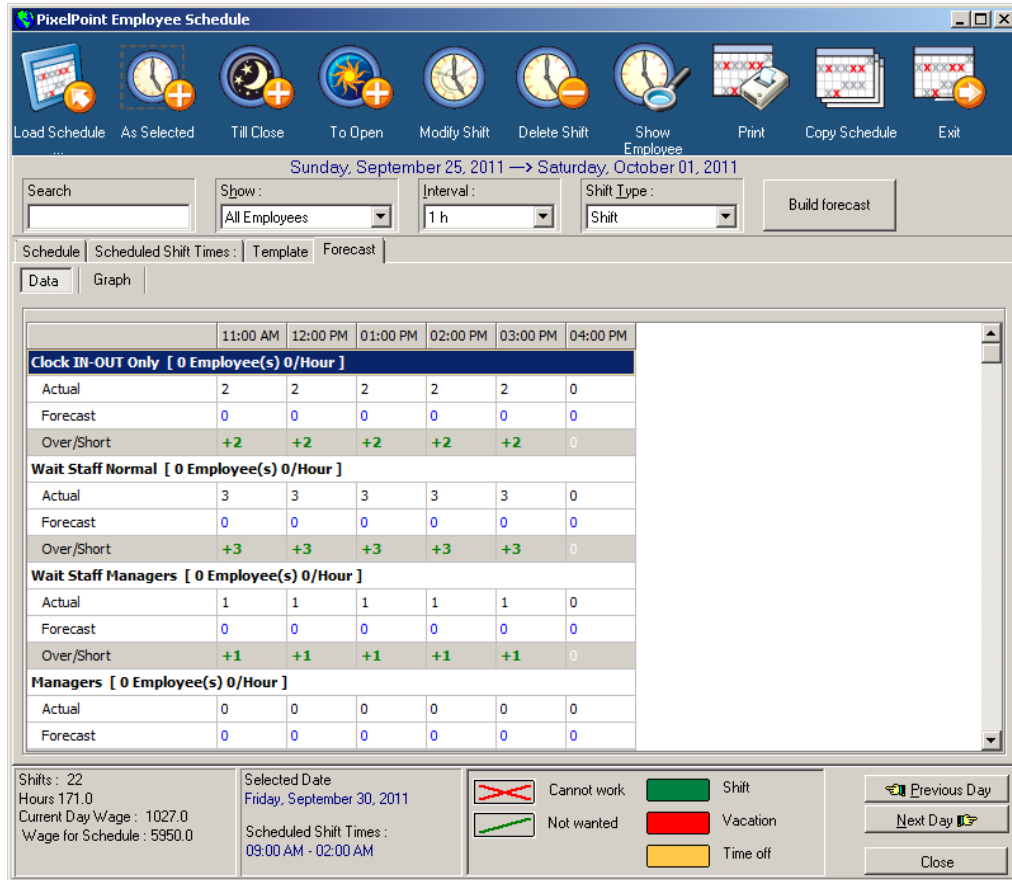 PixelPoint Employee Schedule
Load Schedule ... As Selected Till Close To Open Modify Shift Delete Shift Show Employee Print Copy Schedule Exit
Sunday, September 25, 2011 —> Saturday, October 01, 2011
Search Show : Interval : Shift Type :
All Employees 1 h Shift Build forecast
Schedule Scheduled Shift Times : Template Forecast
Data Graph
11:00 AM 12:00 PM 01:00 PM 02:00 PM 03:00 PM 04:00 PM
Clock IN-OUT Only [ 0 Employee(s) 0/Hour ]
Actual 2 2 2 2 2 0
Forecast 0 0 0 0 0 0
Over/Short +2 +2 +2 +2 +2 0
Wait Staff Normal [ 0 Employee(s) 0/Hour ]
Actual 3 3 3 3 3 0
Forecast 0 0 0 0 0 0
Over/Short +3 +3 +3 +3 +3 0
Wait Staff Managers [ 0 Employee(s) 0/Hour ]
Actual 1 1 1 1 1 0
Forecast 0 0 0 0 0 0
Over/Short +1 +1 +1 +1 +1 0
Managers [ 0 Employee(s) 0/Hour ]
Actual 0 0 0 0 0 0
Forecast 0 0 0 0 0 0
Shifts : 22
Hours 171.0
Current Day Wage : 1027.0
Wage for Schedule : 5950.0
Selected Date
Friday, September 30, 2011
Scheduled Shift Times :
09:00 AM - 02:00 AM
Cannot work
Not wanted
Shift
Vacation
Time off
Previous Day
Next Day
Close